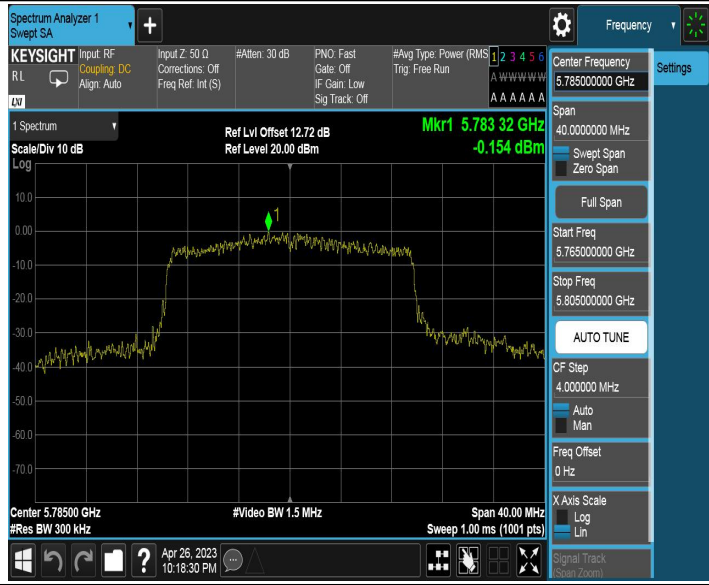 Spectrum Analyzer 1
Swept SA
+
Frequency
KEYSIGHT
RL
LXI
Input: RF
Coupling: DC
Align: Auto
Input Z: 50 Ω
Corrections: Off
Freq Ref: Int (S)
#Atten: 30 dB
PNO: Fast
Gate: Off
IF Gain: Low
Sig Track: Off
#Avg Type: Power (RMS
Trig: Free Run
1 2 3 4 5 6
A W W W W W
A A A A A A
Center Frequency
5.785000000 GHz
Settings
Span
40.0000000 MHz
Swept Span
Zero Span
Full Span
Start Freq
5.765000000 GHz
Stop Freq
5.805000000 GHz
AUTO TUNE
CF Step
4.000000 MHz
Auto
Man
Freq Offset
0 Hz
X Axis Scale
Log
Lin
Signal Track
(Span Zoom)
1 Spectrum
Scale/Div 10 dB
Log
Ref Lvl Offset 12.72 dB
Ref Level 20.00 dBm
Mkr1 5.783 32 GHz
-0.154 dBm
1
10.0
0.00
-10.0
-20.0
-30.0
-40.0
-50.0
-60.0
-70.0
Center 5.78500 GHz
#Res BW 300 kHz
#Video BW 1.5 MHz
Span 40.00 MHz
Sweep 1.00 ms (1001 pts)
?
Apr 26, 2023
10:18:30 PM